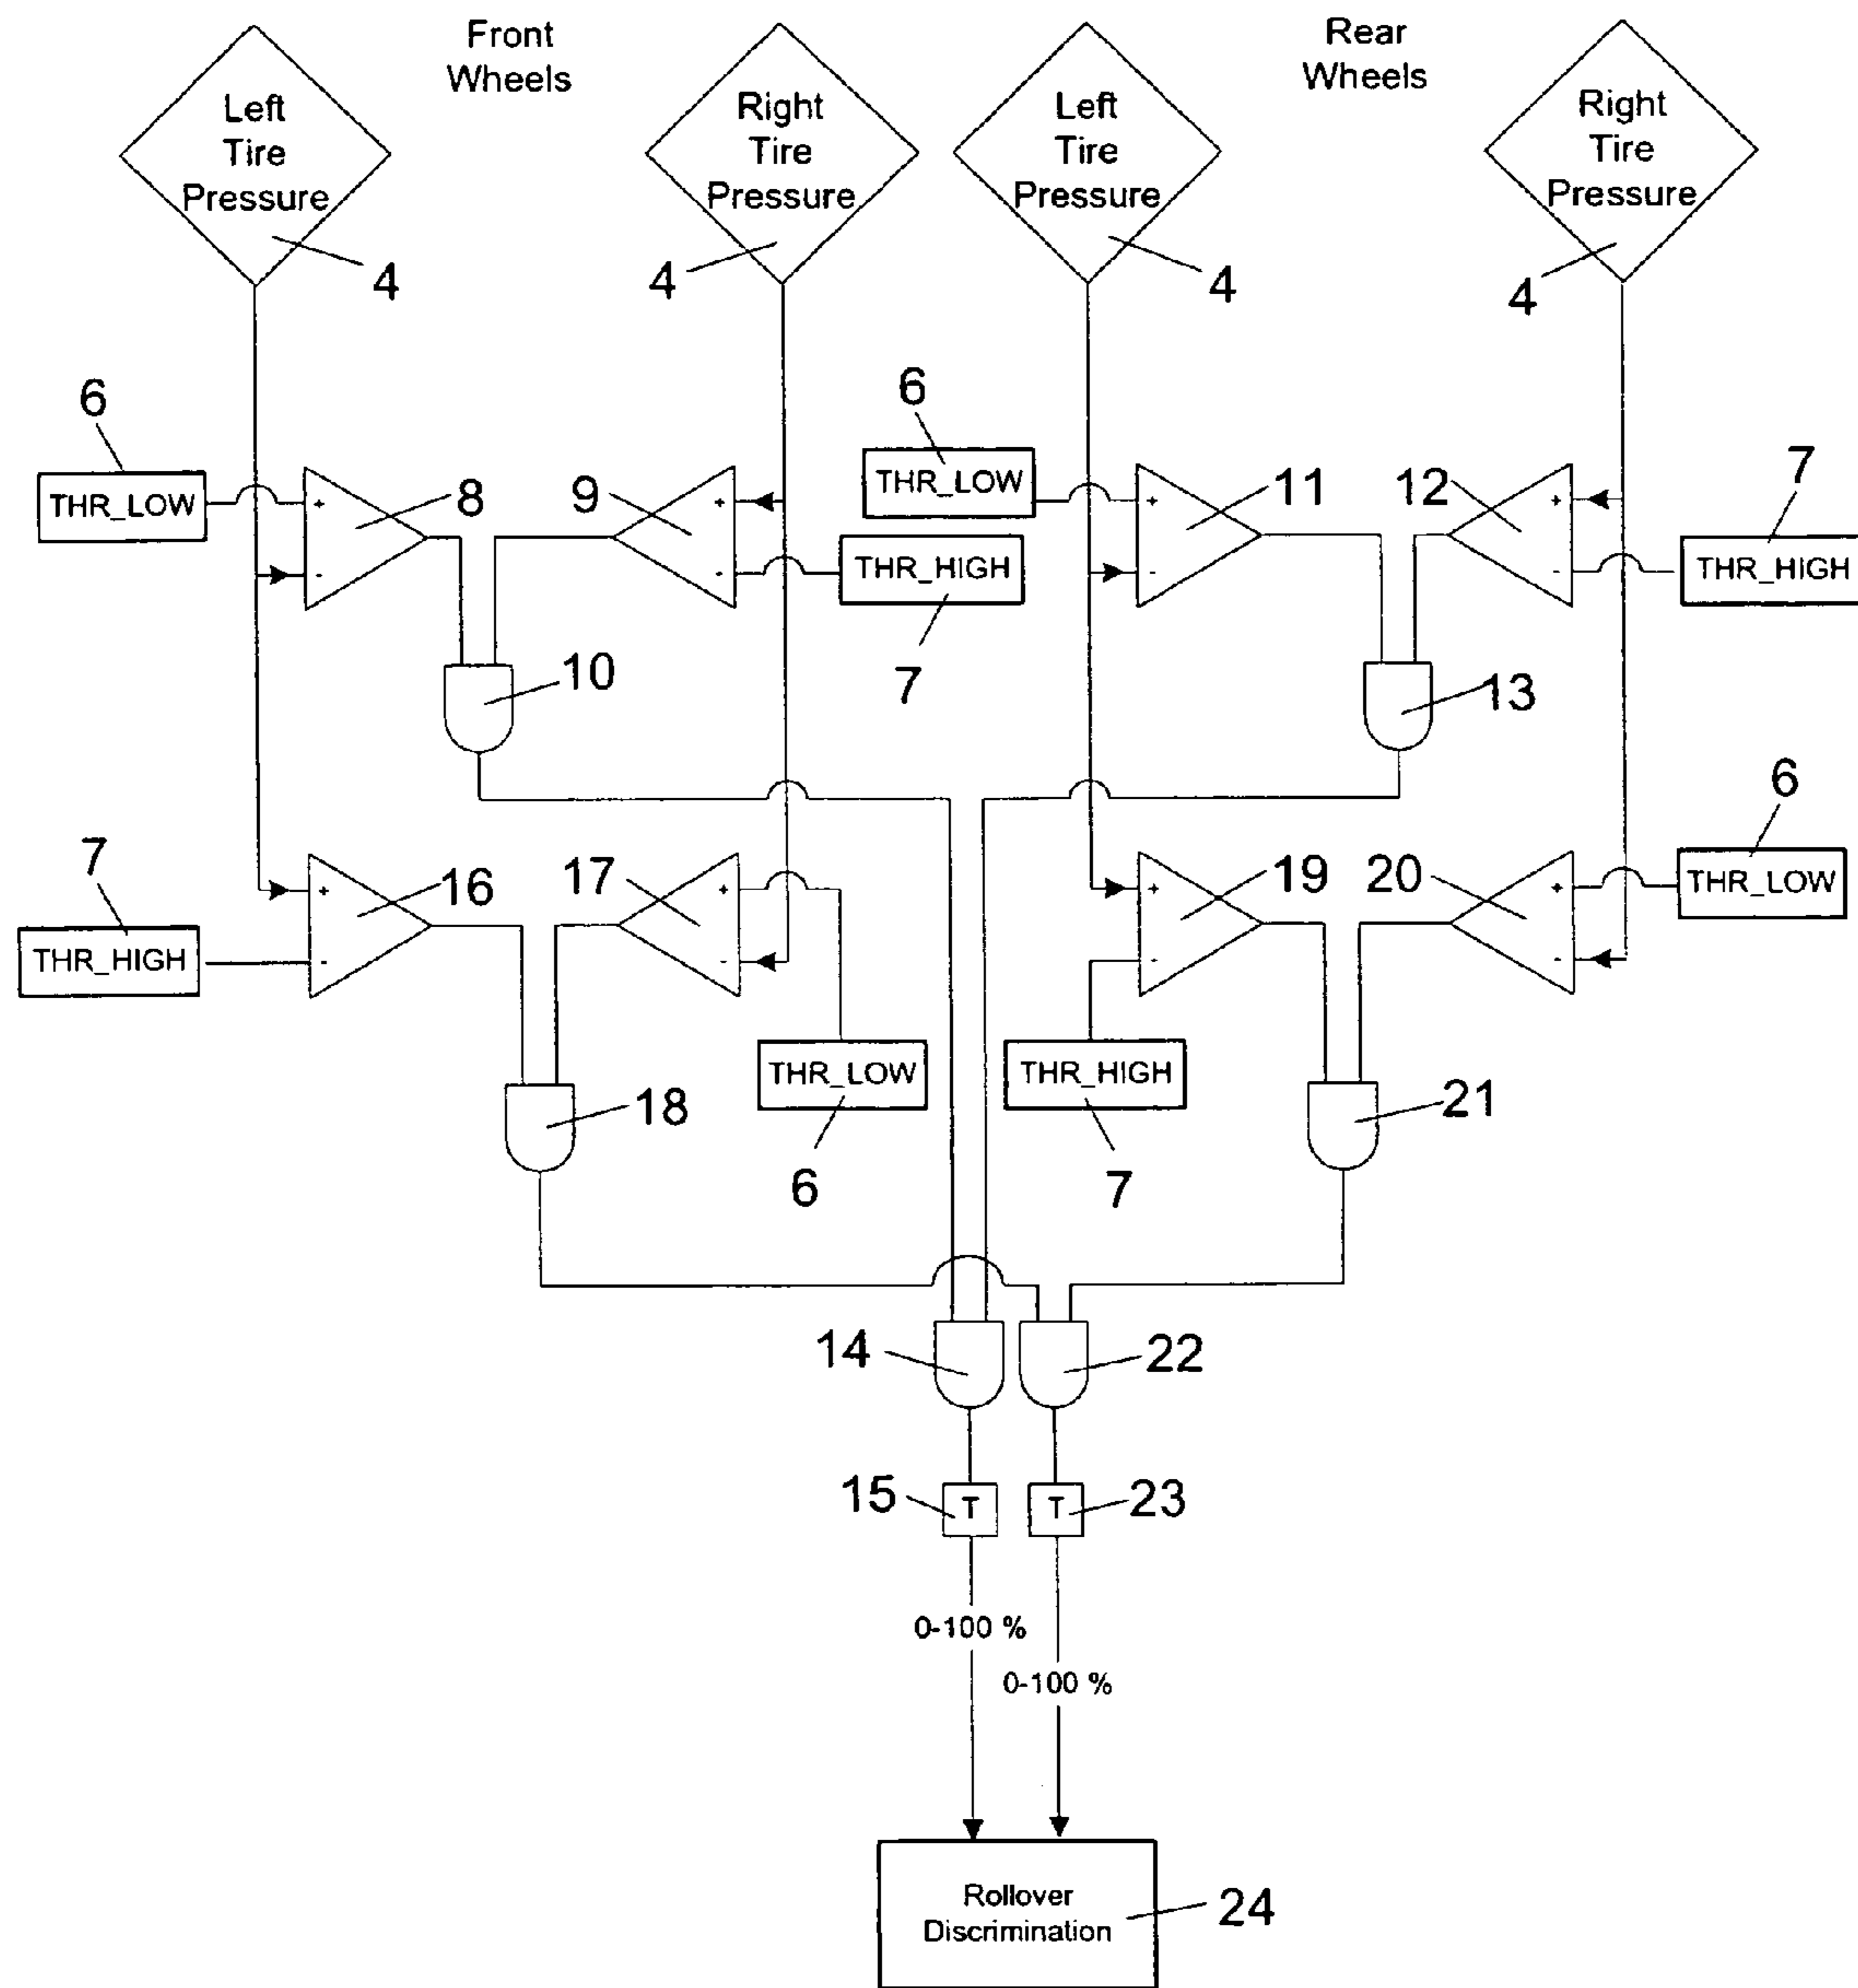 Front
Wheels
Rear
Wheels
Left
Tire
Pressure
4
Right
Tire
Pressure
4
Left
Tire
Pressure
4
Right
Tire
Pressure
4
6
THR_LOW
+
-
8
9
+
-
THR_HIGH
7
6
THR_LOW
+
-
11
12
+
-
7
THR_HIGH
10
13
7
THR_HIGH
+
-
16
17
+
-
THR_LOW
6
+
-
19
THR_HIGH
7
20
+
-
6
THR_LOW
18
21
14
22
15
T
T
23
0-100 %
0-100 %
Rollover
Discrimination
24